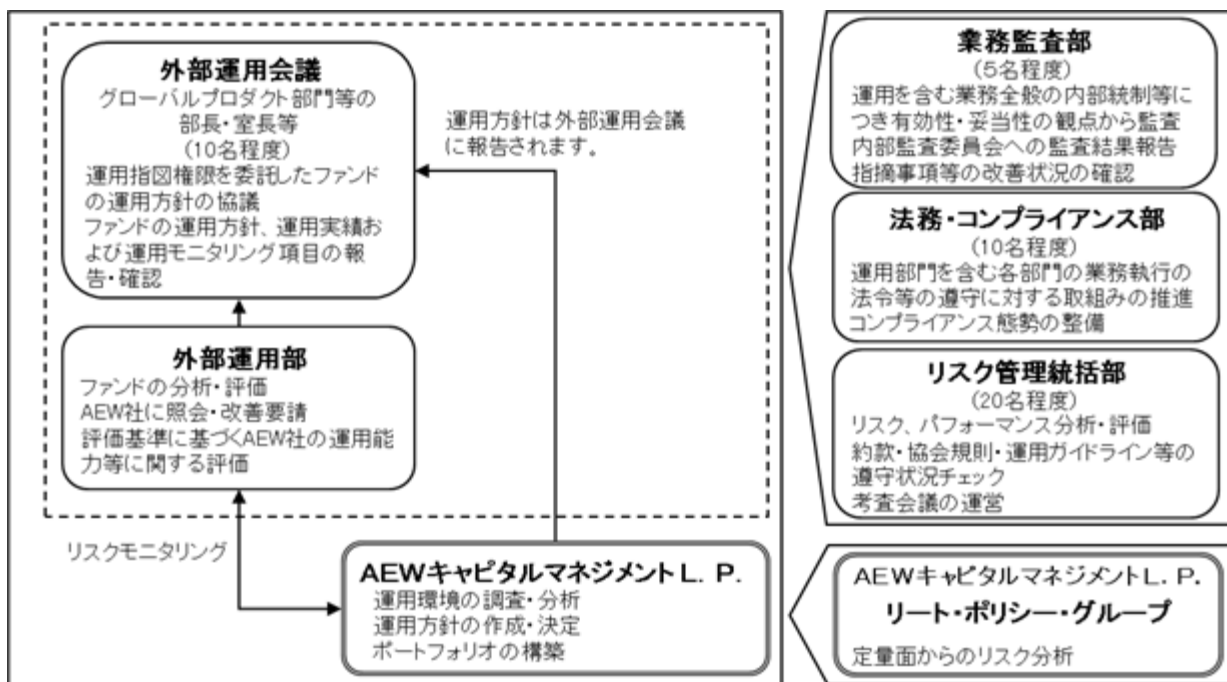 外部運用会議
グローバルプロダクト部門等の
部長・室長等
(10名程度)
運用指図権限を委託したファンド
の運用方針の協議
ファンドの運用方針、運用実績お
よび運用モニタリング項目の報
告・確認
運用方針は外部運用会議
に報告されます。
外部運用部
ファンドの分析・評価
AEW社に照会・改善要請
評価基準に基づくAEW社の運用能
力等に関する評価
リスクモニタリング
AEWキャピタルマネジメントL. P.
運用環境の調査・分析
運用方針の作成・決定
ポートフォリオの構築
業務監査部
(5名程度)
運用を含む業務全般の内部統制等に
つき有効性・妥当性の観点から監査
内部監査委員会への監査結果報告
指摘事項等の改善状況の確認
法務・コンプライアンス部
(10名程度)
運用部門を含む各部門の業務執行の
法令等の遵守に対する取組みの推進
コンプライアンス態勢の整備
リスク管理統括部
(20名程度)
リスク、パフォーマンス分析・評価
約款・協会規則・運用ガイドライン等の
遵守状況チェック
考査会議の運営
AEWキャピタルマネジメントL. P.
リート・ポリシー・グループ
定量面からのリスク分析